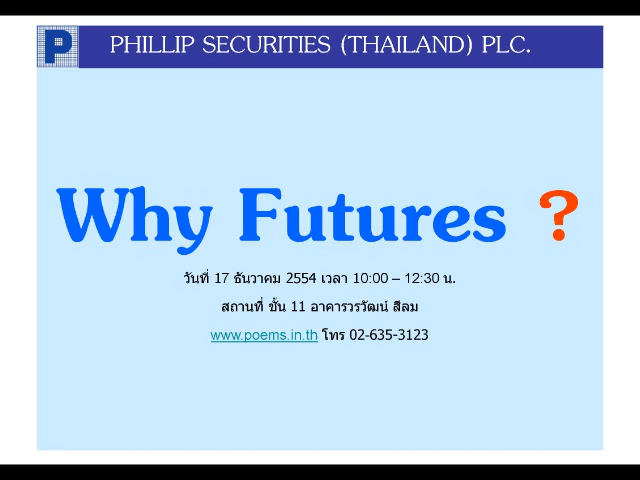 P
PHILLIP SECURITIES (THAILAND) PLC.
Why Futures ?
วันที่ 17 ธันวาคม 2554 เวลา 10:00 – 12:30 น.
สถานที่ ชั้น 11 อาคารวรวัฒน์ สีลม
www.poems.in.th โทร 02-635-3123